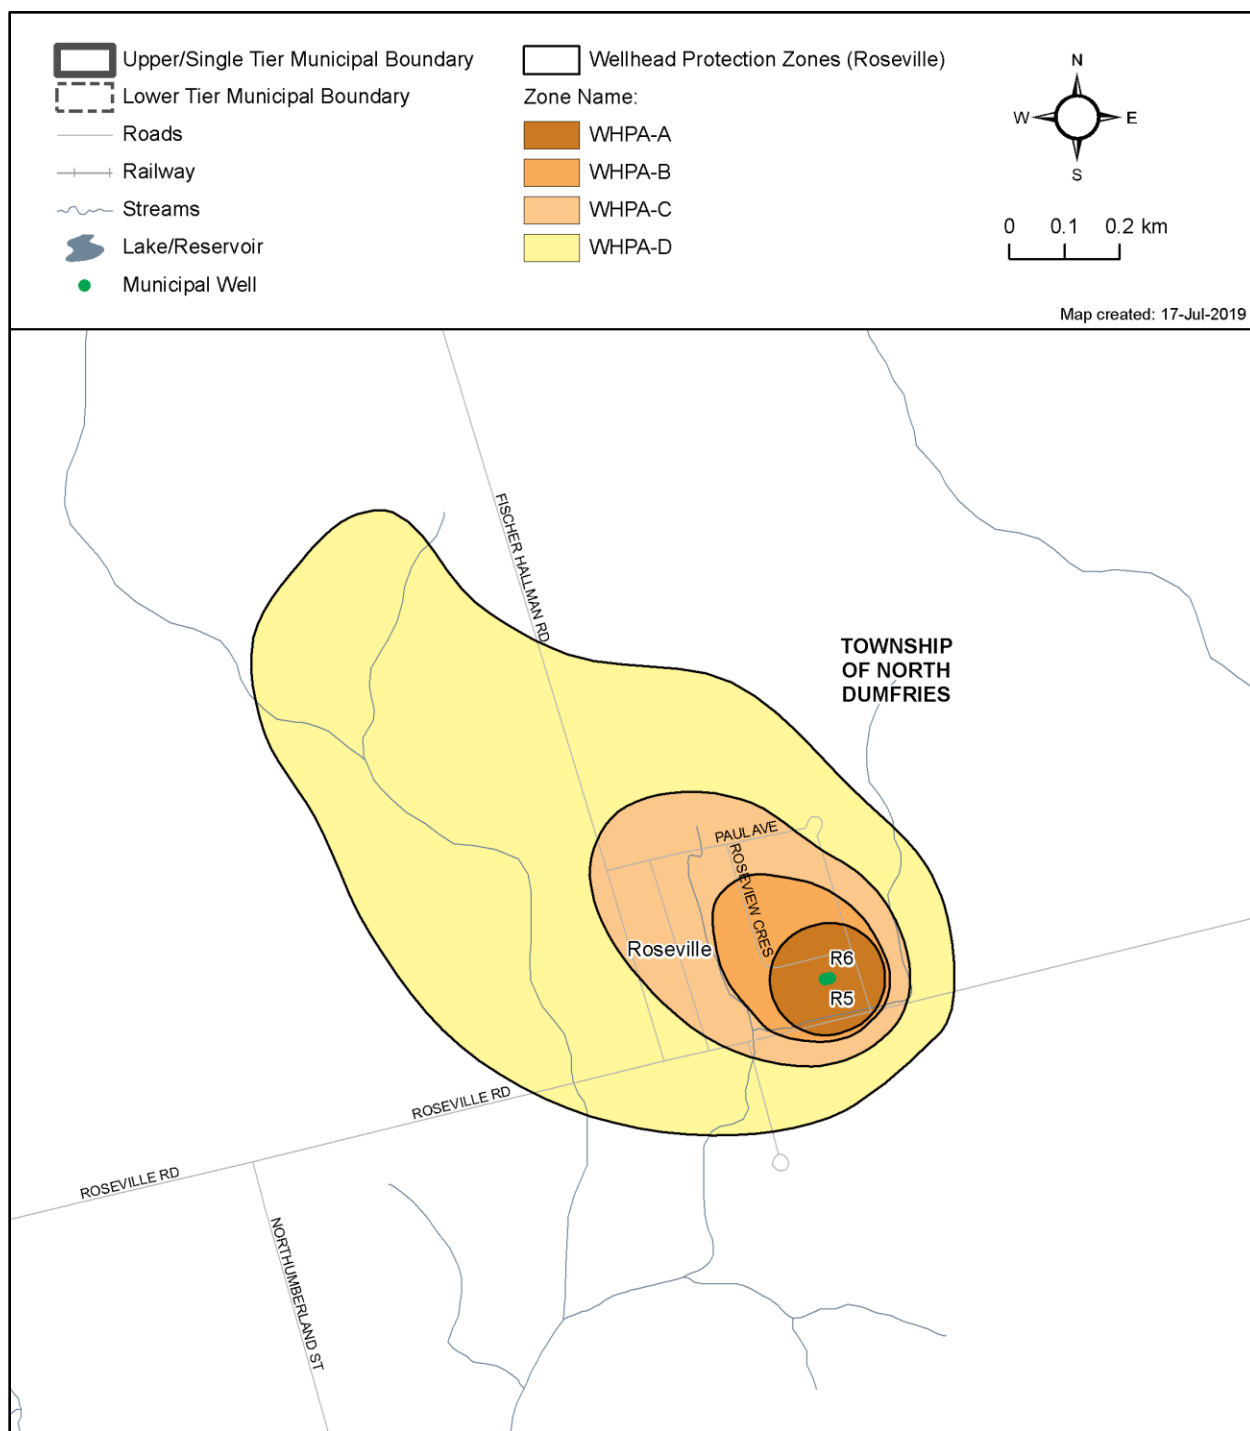 Upper/Single Tier Municipal Boundary
Lower Tier Municipal Boundary
Roads
Railway
Streams
Lake/Reservoir
Municipal Well
Wellhead Protection Zones (Roseville)
Zone Name:
WHPA-A
WHPA-B
WHPA-C
WHPA-D
N
W E
S
0 0.1 0.2 km
Map created: 17-Jul-2019
FISCHER HALLMAN RD
TOWNSHIP
OF NORTH
DUMFRIES
PAUL AVE
ROSEVIEW CRES
Roseville
R6
R5
ROSEVILLE RD
ROSEVILLE RD
NORTHUMBERLAND ST